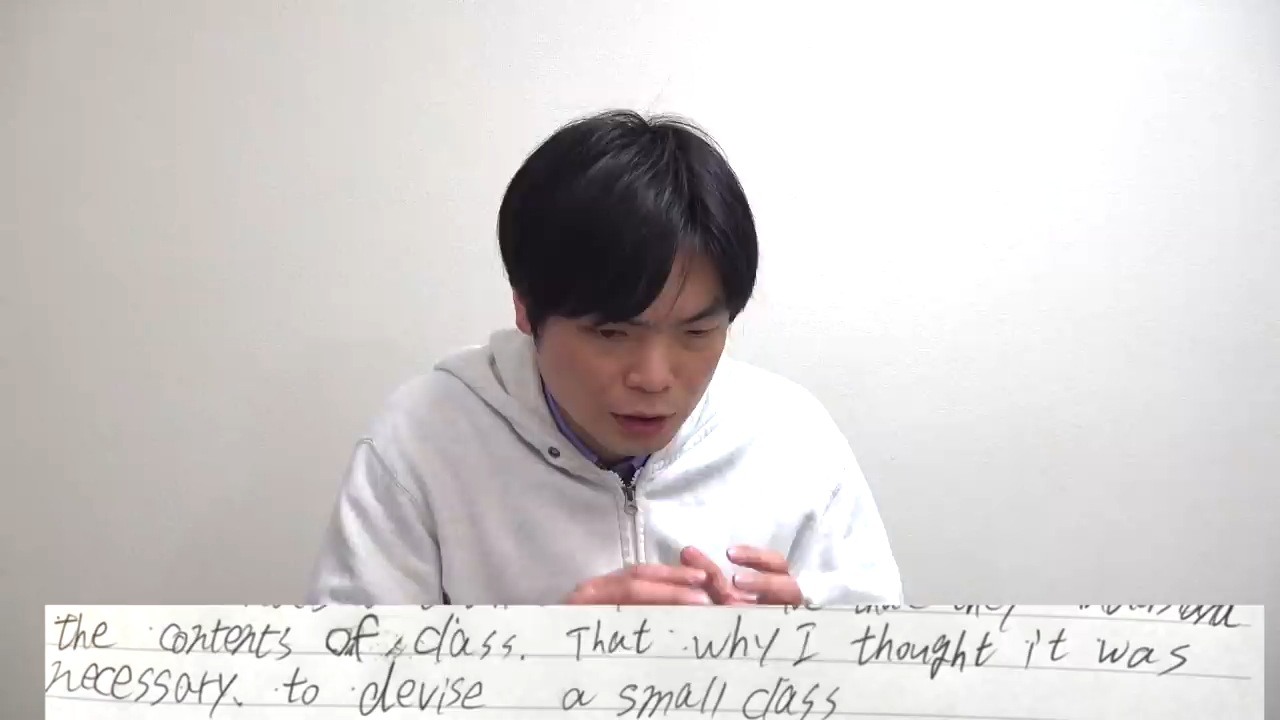 the contents of class. That why I thought it was
necessary. to devise a small class